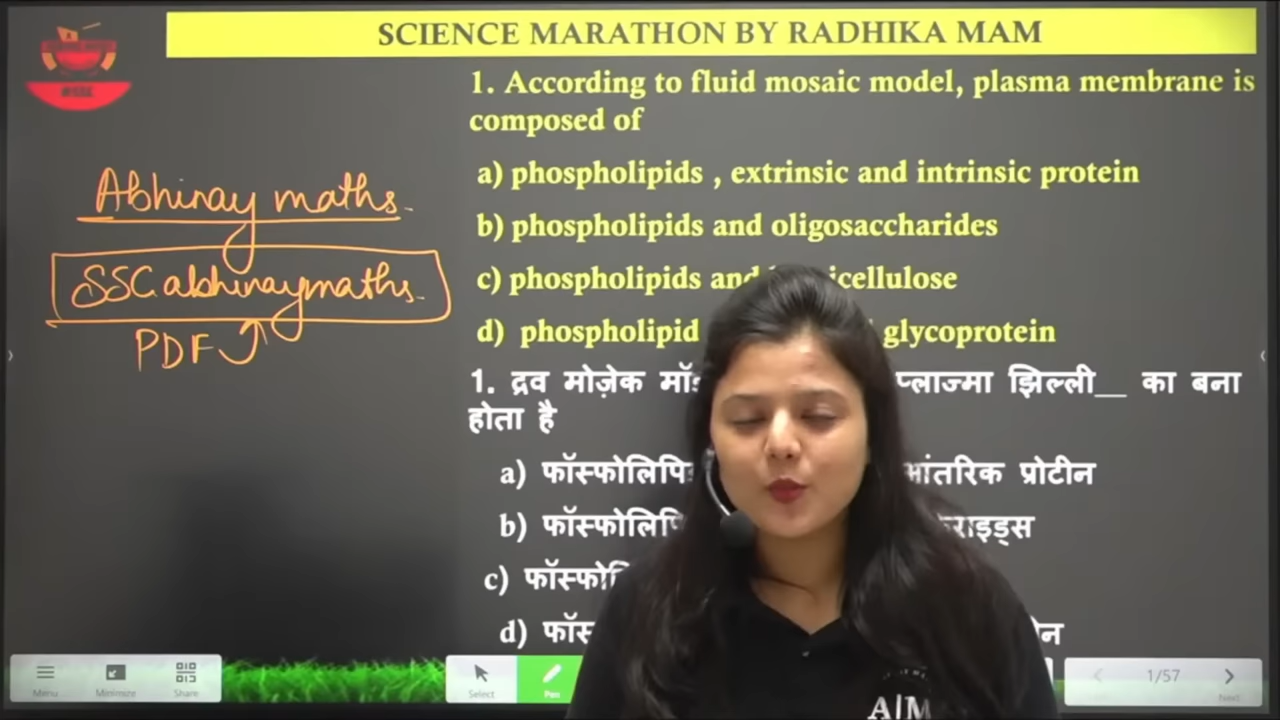 SCIENCE MARATHON BY RADHIKA MAM
1. According to fluid mosaic model, plasma membrane is
composed of
a) phospholipids , extrinsic and intrinsic protein
b) phospholipids and oligosaccharides
c) phospholipids and
d) phospholipid glycoprotein
1. द्रव मोज़ेक प्लाज्मा झिल्ली__ का बना
होता है
a) प्रोटीन
b)
c)
d)
Abhinay maths.
SSC abhinaymaths.
PDF
Menu
Minimize
Share
Select
Pen
1/57
Next